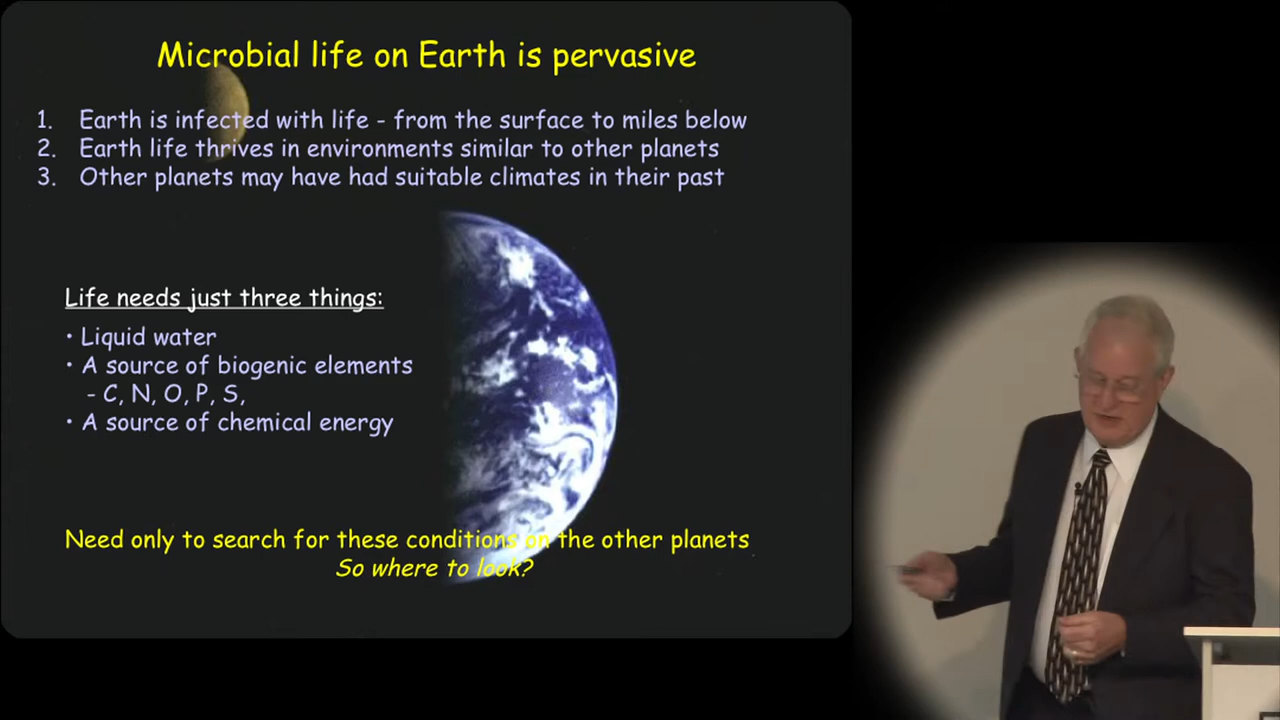 Microbial life on Earth is pervasive
1. Earth is infected with life - from the surface to miles below
2. Earth life thrives in environments similar to other planets
3. Other planets may have had suitable climates in their past
Life needs just three things:
• Liquid water
• A source of biogenic elements
- C, N, O, P, S,
• A source of chemical energy
Need only to search for these conditions on the other planets
So where to look?